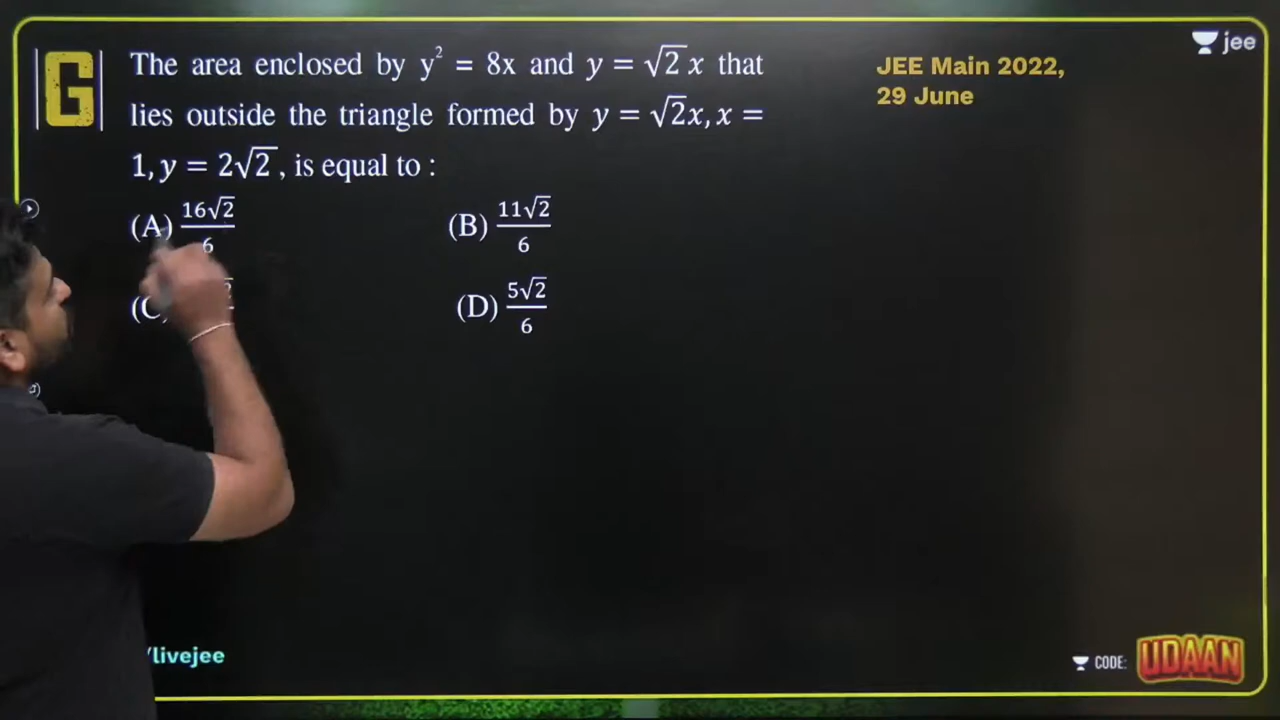 G
The area enclosed by y² = 8x and y = √2 x that
lies outside the triangle formed by y = √2x, x =
1, y = 2√2, is equal to :
(A) 16√2/6
(B) 11√2/6
(C)
(D) 5√2/6
JEE Main 2022,
29 June
jee
/livejee
CODE: UDAAN